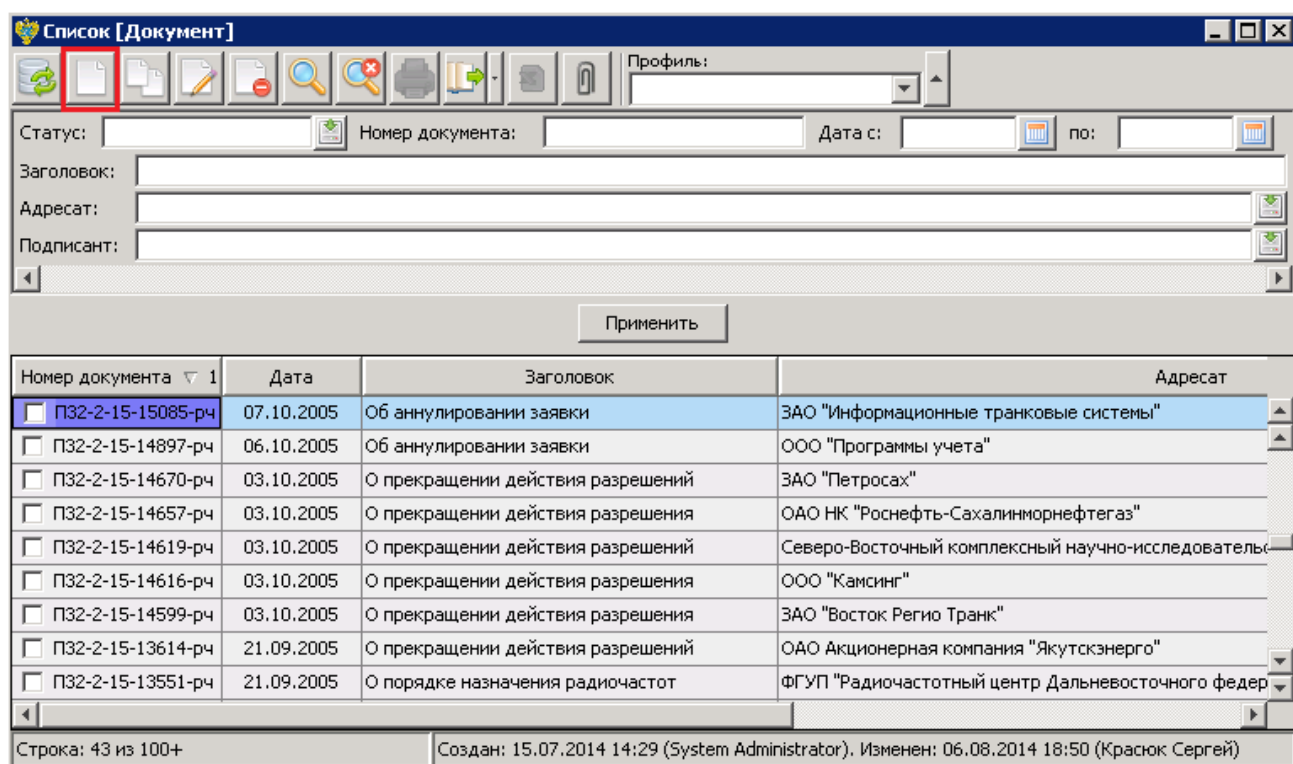 Список [Документ]
Профиль:
Статус: Номер документа: Дата с: по:
Заголовок:
Адресат:
Подписант:
Применить
Номер документа 1 Дата Заголовок Адресат
П32-2-15-15085-рч 07.10.2005 Об аннулировании заявки ЗАО "Информационные транковые системы"
П32-2-15-14897-рч 06.10.2005 Об аннулировании заявки ООО "Программы учета"
П32-2-15-14670-рч 03.10.2005 О прекращении действия разрешений ЗАО "Петросах"
П32-2-15-14657-рч 03.10.2005 О прекращении действия разрешения ОАО НК "Роснефть-Сахалинморнефтегаз"
П32-2-15-14619-рч 03.10.2005 О прекращении действия разрешений Северо-Восточный комплексный научно-исследовательс
П32-2-15-14616-рч 03.10.2005 О прекращении действия разрешения ООО "Камсинг"
П32-2-15-14599-рч 03.10.2005 О прекращении действия разрешения ЗАО "Восток Регио Транк"
П32-2-15-13614-рч 21.09.2005 О прекращении действия разрешений ОАО Акционерная компания "Якутскэнерго"
П32-2-15-13551-рч 21.09.2005 О порядке назначения радиочастот ФГУП "Радиочастотный центр Дальневосточного федер
Строка: 43 из 100+ Создан: 15.07.2014 14:29 (System Administrator). Изменен: 06.08.2014 18:50 (Краснюк Сергей)